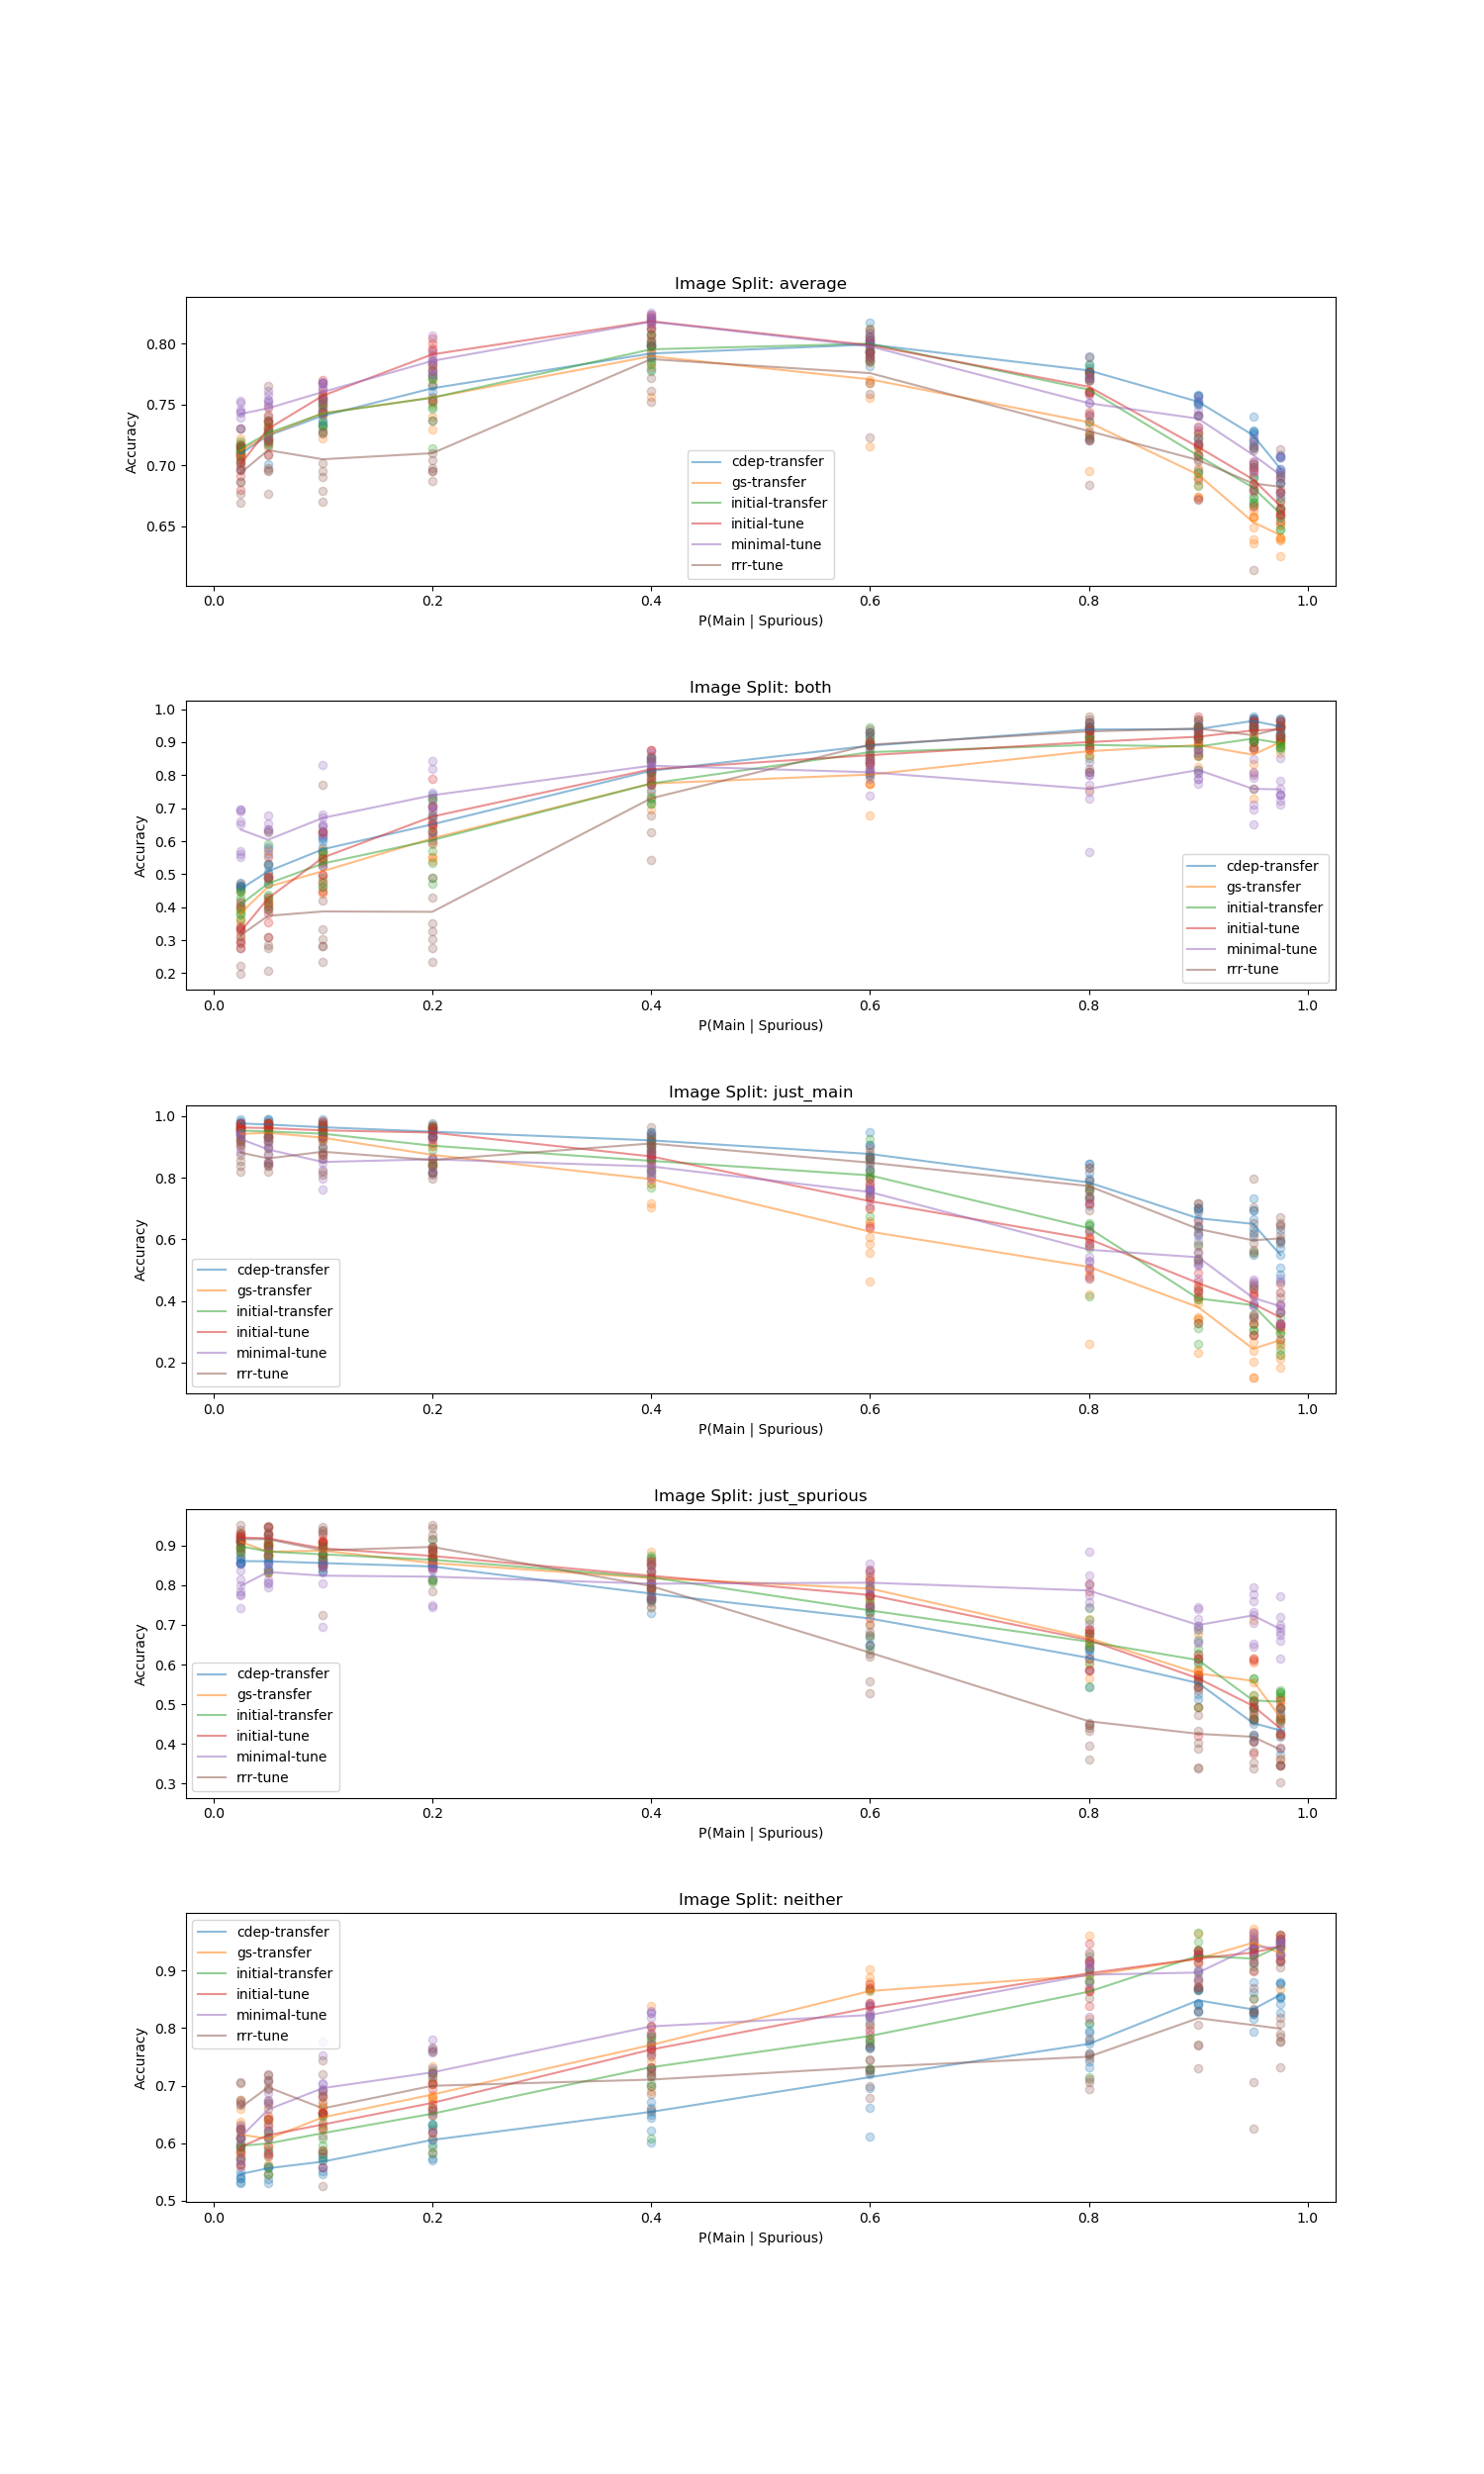 Image Split: average
0.80
0.75
0.70
0.65
Accuracy
cdep-transfer
gs-transfer
initial-transfer
initial-tune
minimal-tune
rrr-tune
0.0 0.2 0.4 0.6 0.8 1.0
P(Main | Spurious)
Image Split: both
1.0
0.9
0.8
0.7
0.6
0.5
0.4
0.3
0.2
Accuracy
cdep-transfer
gs-transfer
initial-transfer
initial-tune
minimal-tune
rrr-tune
0.0 0.2 0.4 0.6 0.8 1.0
P(Main | Spurious)
Image Split: just_main
1.0
0.8
0.6
0.4
0.2
Accuracy
cdep-transfer
gs-transfer
initial-transfer
initial-tune
minimal-tune
rrr-tune
0.0 0.2 0.4 0.6 0.8 1.0
P(Main | Spurious)
Image Split: just_spurious
0.9
0.8
0.7
0.6
0.5
0.4
0.3
Accuracy
cdep-transfer
gs-transfer
initial-transfer
initial-tune
minimal-tune
rrr-tune
0.0 0.2 0.4 0.6 0.8 1.0
P(Main | Spurious)
Image Split: neither
0.9
0.8
0.7
0.6
0.5
Accuracy
cdep-transfer
gs-transfer
initial-transfer
initial-tune
minimal-tune
rrr-tune
0.0 0.2 0.4 0.6 0.8 1.0
P(Main | Spurious)